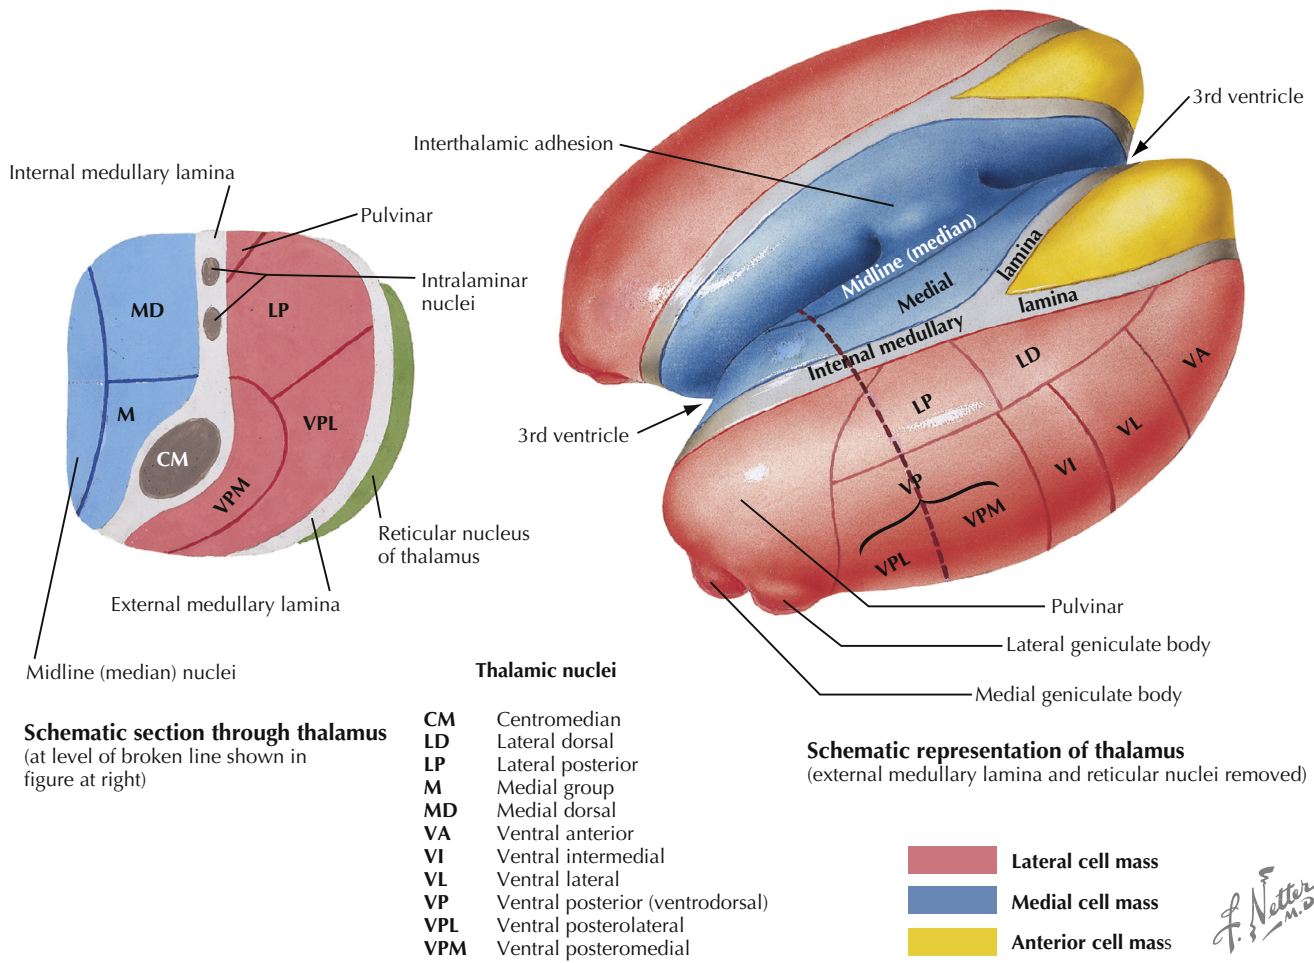 3rd ventricle
Interthalamic adhesion
Internal medullary lamina
Pulvinar
Intralaminar
nuclei
MD
LP
M
VPL
CM
VPM
Reticular nucleus
of thalamus
External medullary lamina
Midline (median) nuclei
Schematic section through thalamus
(at level of broken line shown in
figure at right)
Midline (median)
Medial
lamina
lamina
Internal medullary
LD
VA
LP
VL
VI
VP
VPM
VPL
3rd ventricle
Pulvinar
Lateral geniculate body
Medial geniculate body
Thalamic nuclei
CM Centromedian
LD Lateral dorsal
LP Lateral posterior
M Medial group
MD Medial dorsal
VA Ventral anterior
VI Ventral intermedial
VL Ventral lateral
VP Ventral posterior (ventrodorsal)
VPL Ventral posterolateral
VPM Ventral posteromedial
Schematic representation of thalamus
(external medullary lamina and reticular nuclei removed)
Lateral cell mass
Medial cell mass
Anterior cell mass
F. Netter
M.D.